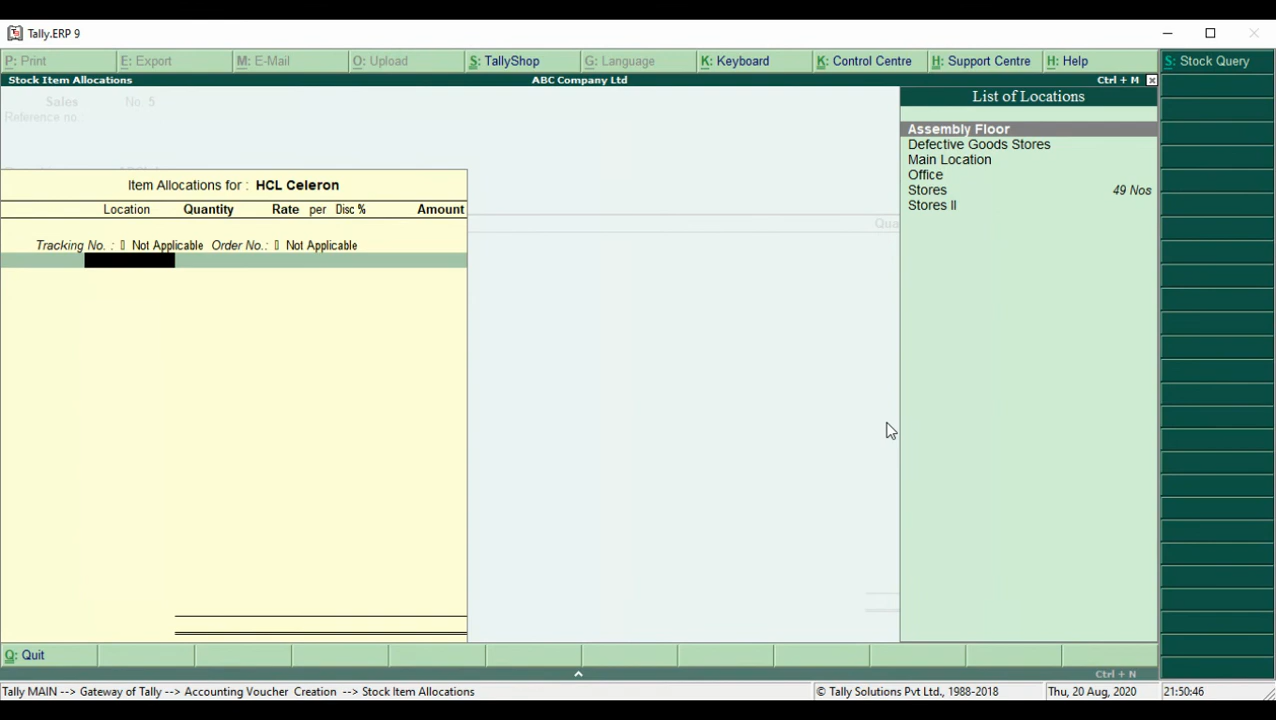 Tally.ERP 9
P: Print
E: Export
M: E-Mail
O: Upload
S: TallyShop
G: Language
K: Keyboard
K: Control Centre
H: Support Centre
H: Help
S: Stock Query
Stock Item Allocations
ABC Company Ltd
Ctrl + M
Sales No. 5
Reference no.
List of Locations
Assembly Floor
Defective Goods Stores
Main Location
Office
Stores 49 Nos
Stores II
Item Allocations for : HCL Celeron
Location Quantity Rate per Disc % Amount
Tracking No. : Not Applicable Order No.: Not Applicable
Qua
Q: Quit
Ctrl + N
Tally MAIN --> Gateway of Tally --> Accounting Voucher Creation --> Stock Item Allocations
© Tally Solutions Pvt Ltd., 1988-2018
Thu, 20 Aug, 2020
21:50:46